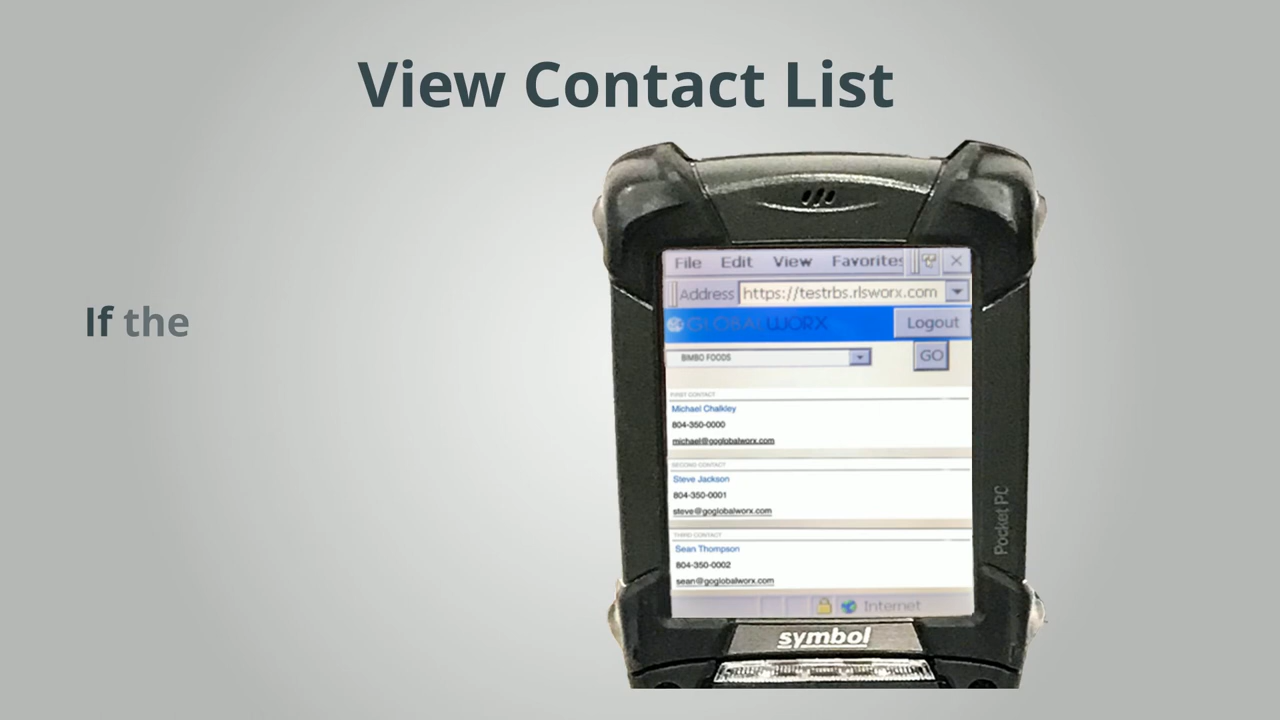 View Contact List
If the
File Edit View Favorites
Address https://testrbs.rlsworx.com
GLOBALWORX Logout
BIMBO FOODS GO
FIRST CONTACT
Michael Chalkley
804-350-0000
michael@goglobalworx.com
SECOND CONTACT
Steve Jackson
804-350-0001
steve@goglobalworx.com
THIRD CONTACT
Sean Thompson
804-350-0002
sean@goglobalworx.com
Internet
Pocket PC
symbol